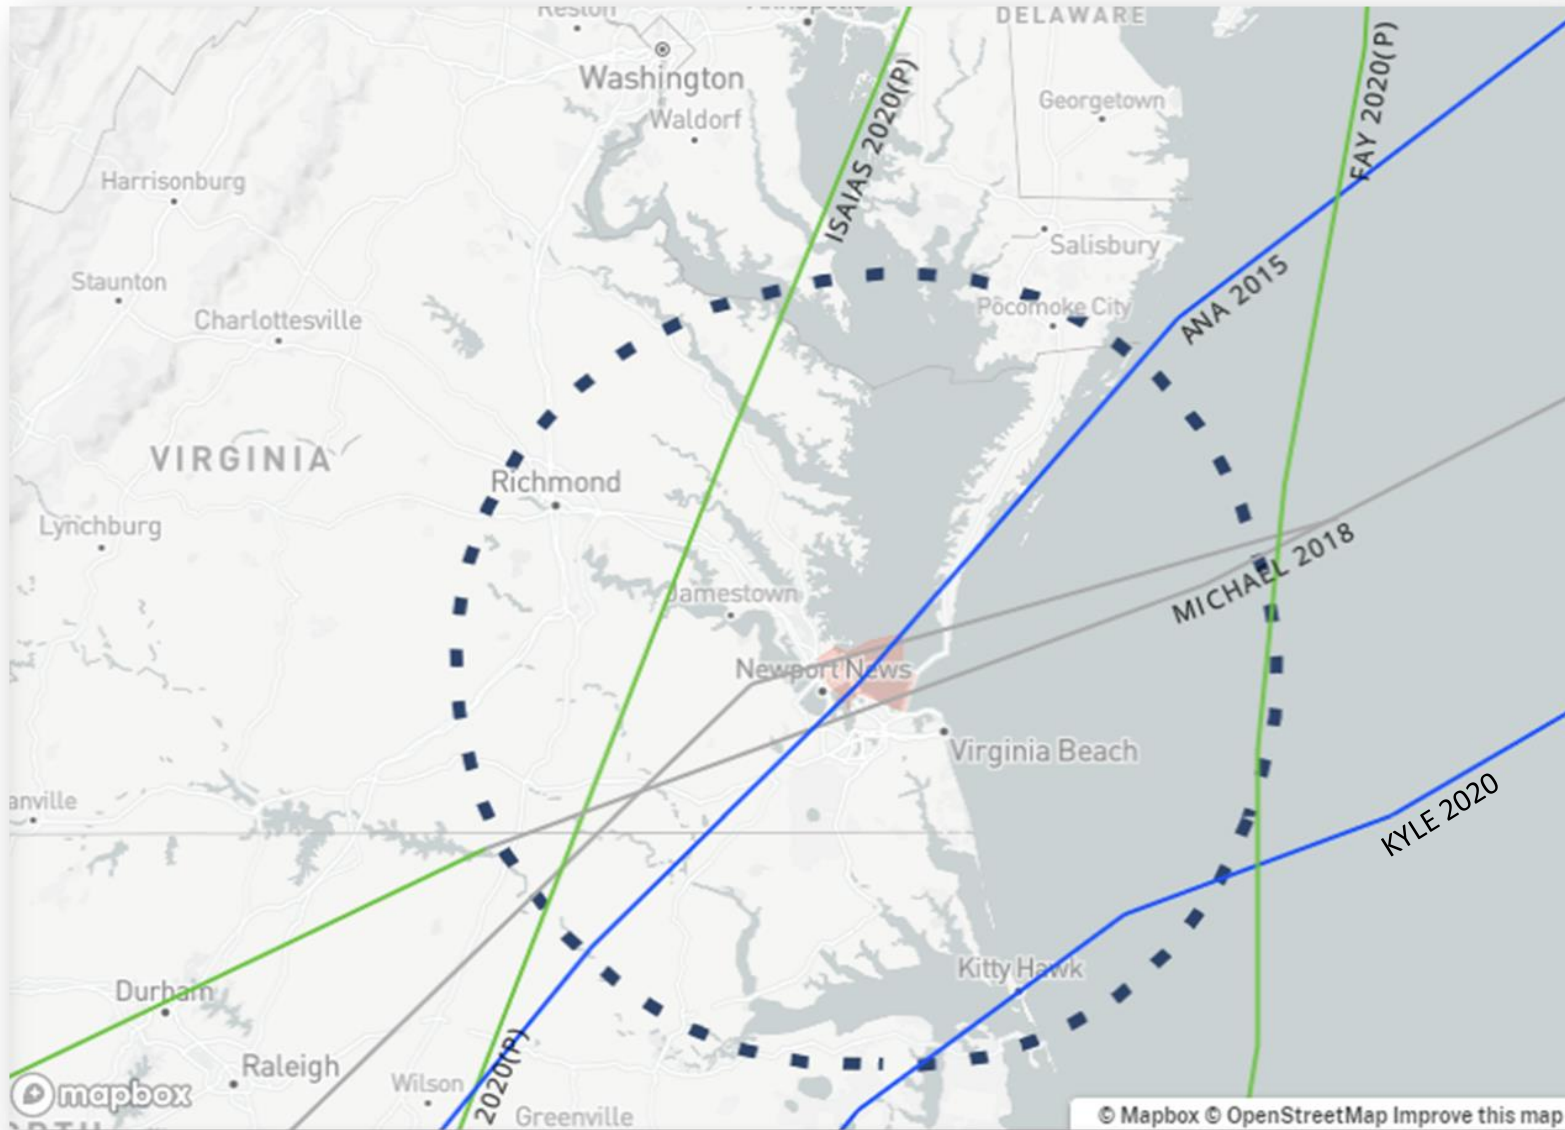 Reston
DELAWARE
Washington
Waldorf
Georgetown
ISAIAS 2020(P)
FAY 2020(P)
Harrisonburg
Salisbury
Staunton
ANA 2015
Pocomoke City
Charlottesville
VIRGINIA
Richmond
Lynchburg
MICHAEL 2018
Jamestown
Newport News
Virginia Beach
anville
KYLE 2020
Kitty Hawk
Durham
Raleigh
Wilson
2020(P)
mapbox
Greenville
© Mapbox © OpenStreetMap Improve this map